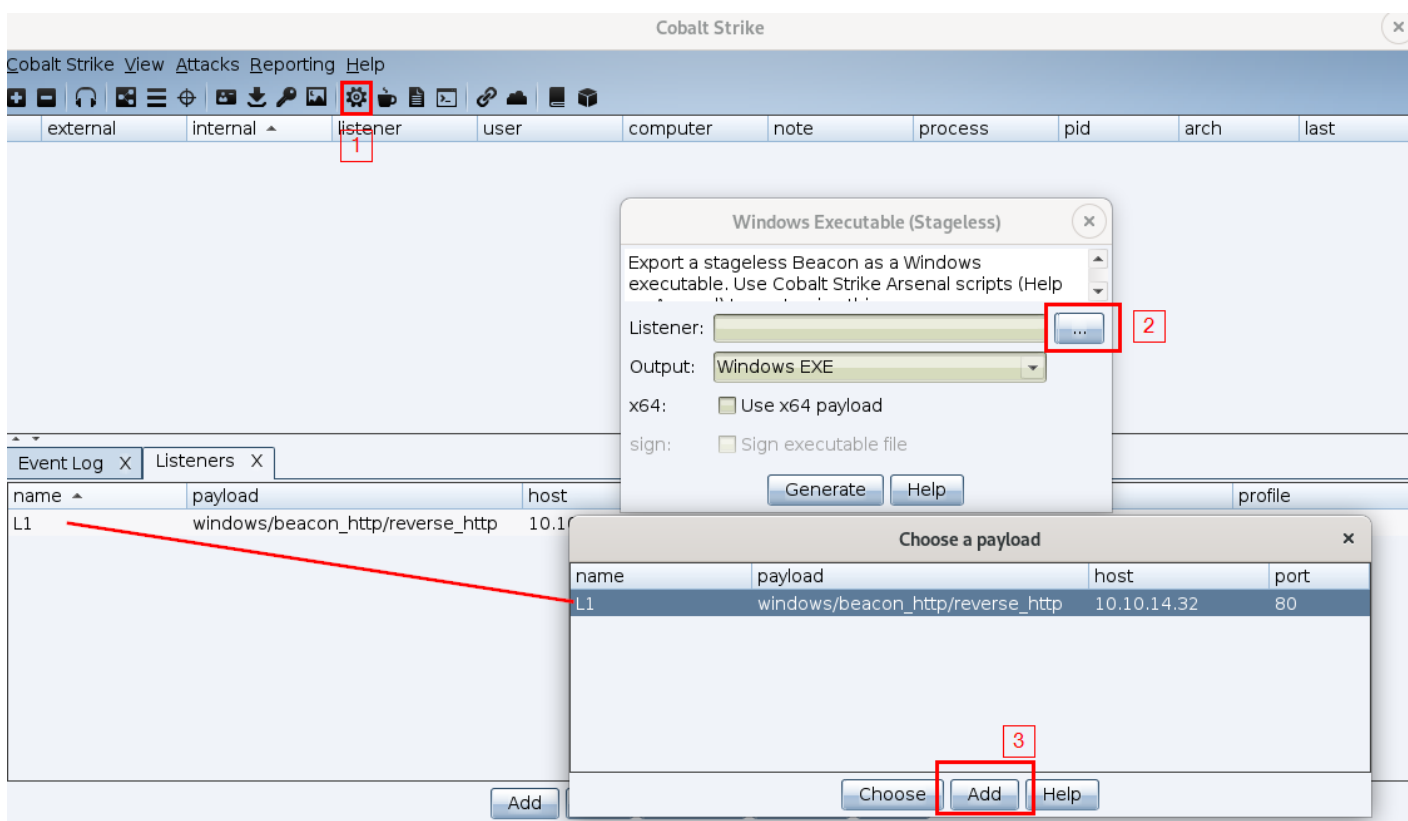 Cobalt Strike
Cobalt Strike View Attacks Reporting Help
external internal listener user computer note process pid arch last
1
Windows Executable (Stageless)
Export a stageless Beacon as a Windows
executable. Use Cobalt Strike Arsenal scripts (Help
Listener: ... 2
Output: Windows EXE
x64: Use x64 payload
sign: Sign executable file
Generate Help
Event Log X Listeners X
name payload host profile
L1 windows/beacon_http/reverse_http 10.10
Choose a payload
name payload host port
L1 windows/beacon_http/reverse_http 10.10.14.32 80
3
Choose Add Help
Add